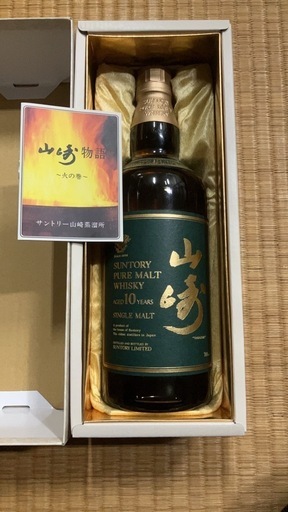 山崎物語
～火の巻～
サントリー山崎蒸溜所
山崎
SUNTORY
PURE MALT
WHISKY
AGED 10 YEARS
SINGLE MALT
SUNTORY LIMITED